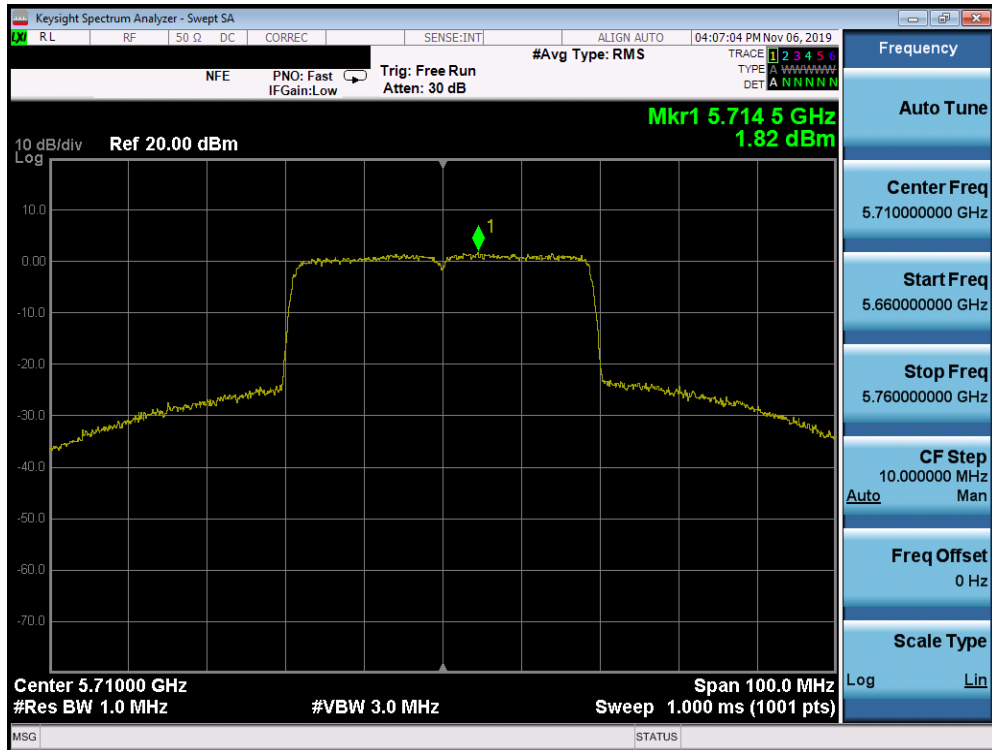 Keysight Spectrum Analyzer - Swept SA
LXI RL RF 50 Ω DC CORREC SENSE:INT ALIGN AUTO 04:07:04 PM Nov 06, 2019
NFE PNO: Fast Trig: Free Run #Avg Type: RMS TRACE 1 2 3 4 5 6
IFGain:Low Atten: 30 dB TYPE A WWWWW
DET A N N N N N
Mkr1 5.714 5 GHz
1.82 dBm
10 dB/div Ref 20.00 dBm
Log
10.0
1
0.00
-10.0
-20.0
-30.0
-40.0
-50.0
-60.0
-70.0
Center 5.71000 GHz Span 100.0 MHz
#Res BW 1.0 MHz #VBW 3.0 MHz Sweep 1.000 ms (1001 pts)
MSG STATUS
Frequency
Auto Tune
Center Freq
5.710000000 GHz
Start Freq
5.660000000 GHz
Stop Freq
5.760000000 GHz
CF Step
10.000000 MHz
Auto Man
Freq Offset
0 Hz
Scale Type
Log Lin